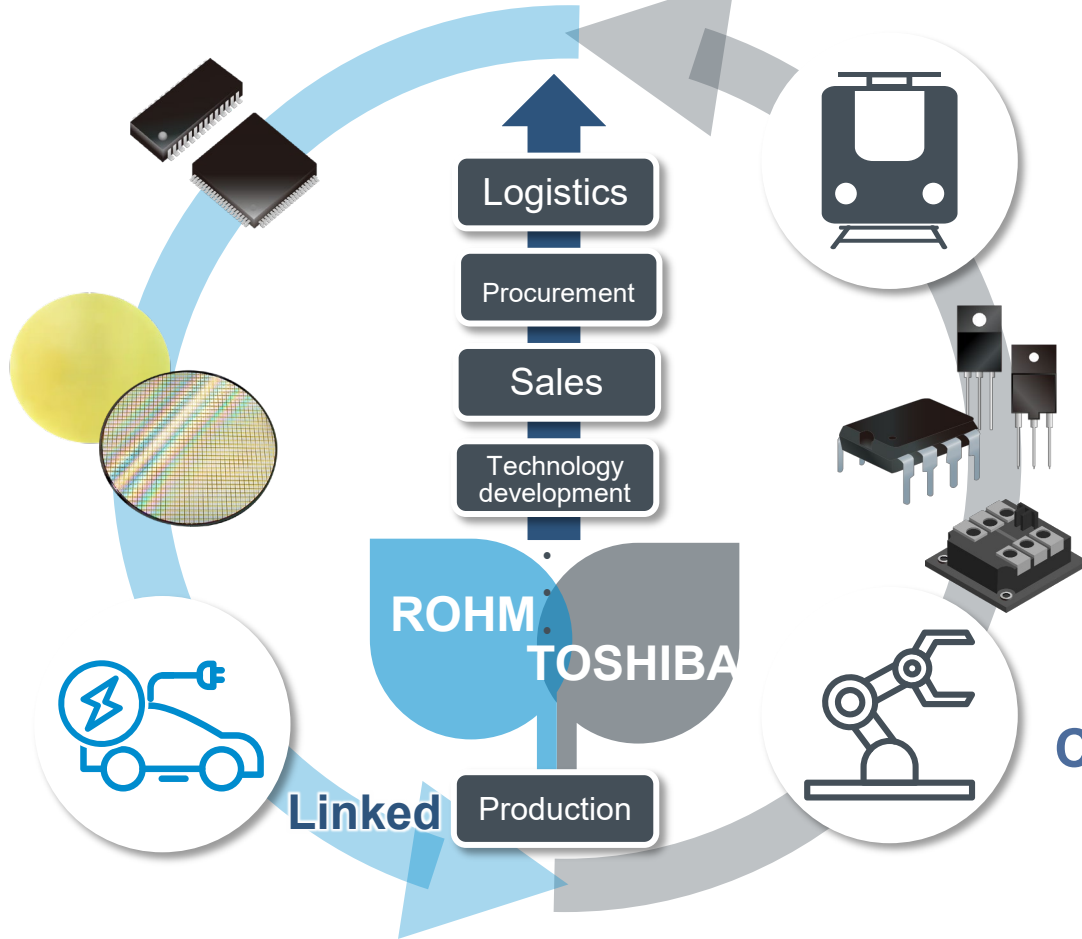 Logistics
Procurement
Sales
Technology
development
ROHM
TOSHIBA
Linked
Production
C